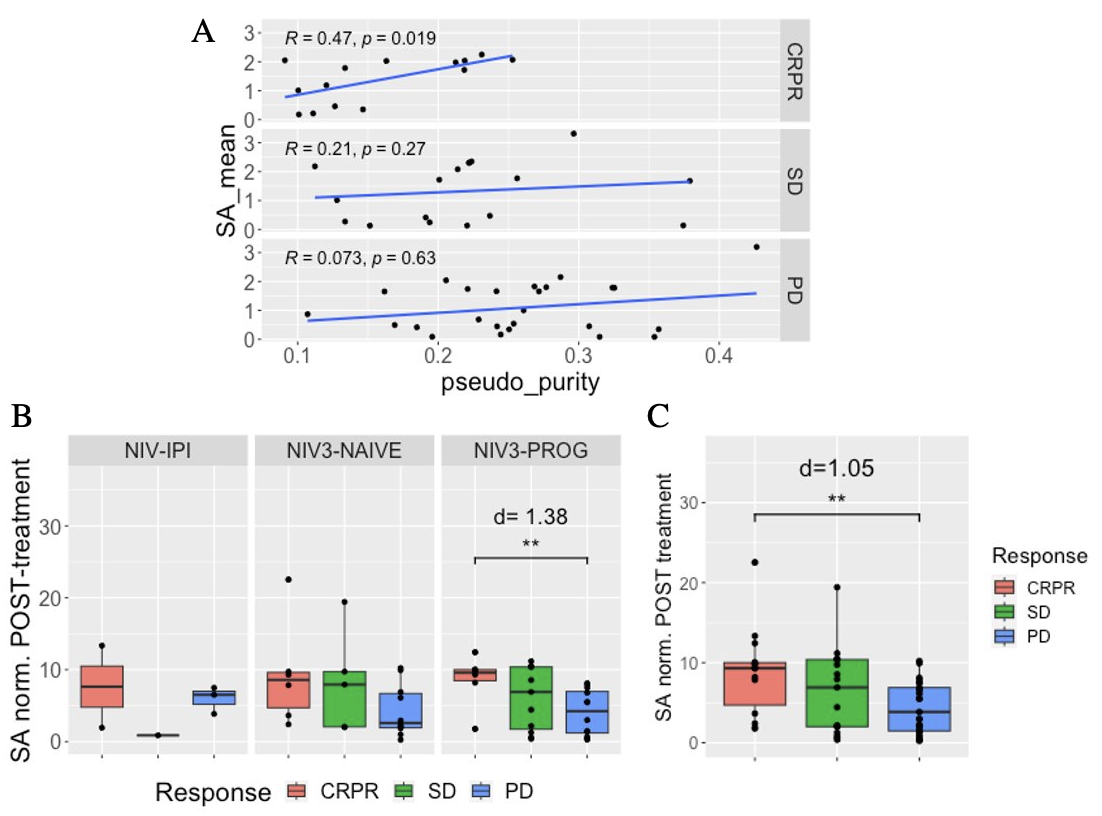 A
R = 0.47, p = 0.019
3
2
1
0
CRPR
R = 0.21, p = 0.27
3
2
1
0
SD
R = 0.073, p = 0.63
3
2
1
0
PD
SA_mean
0.1 0.2 0.3 0.4
pseudo_purity
B
NIV-IPI NIV3-NAIVE NIV3-PROG
SA norm. POST-treatment
30
20
10
0
d= 1.38
**
Response CRPR SD PD
C
SA norm. POST treatment
30
20
10
0
d=1.05
**
Response
CRPR
SD
PD